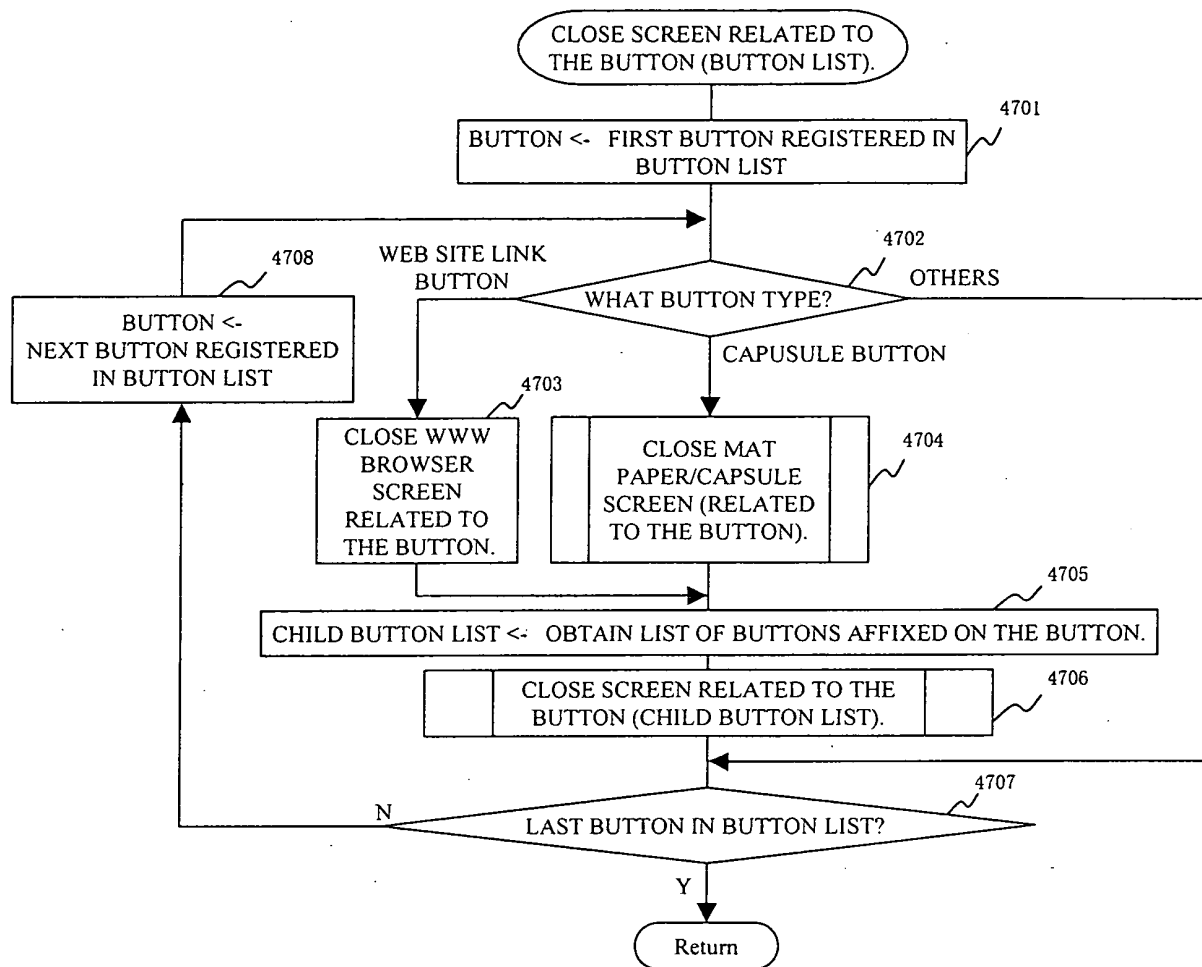 CLOSE SCREEN RELATED TO
THE BUTTON (BUTTON LIST).
4701
BUTTON <- FIRST BUTTON REGISTERED IN
BUTTON LIST
4702
WEB SITE LINK
BUTTON
OTHERS
4708
WHAT BUTTON TYPE?
BUTTON <-
NEXT BUTTON REGISTERED
IN BUTTON LIST
CAPUSULE BUTTON
4703
CLOSE WWW
BROWSER
SCREEN
RELATED TO
THE BUTTON.
4704
CLOSE MAT
PAPER/CAPSULE
SCREEN (RELATED
TO THE BUTTON).
4705
CHILD BUTTON LIST <- OBTAIN LIST OF BUTTONS AFFIXED ON THE BUTTON.
4706
CLOSE SCREEN RELATED TO THE
BUTTON (CHILD BUTTON LIST).
4707
N
LAST BUTTON IN BUTTON LIST?
Y
Return